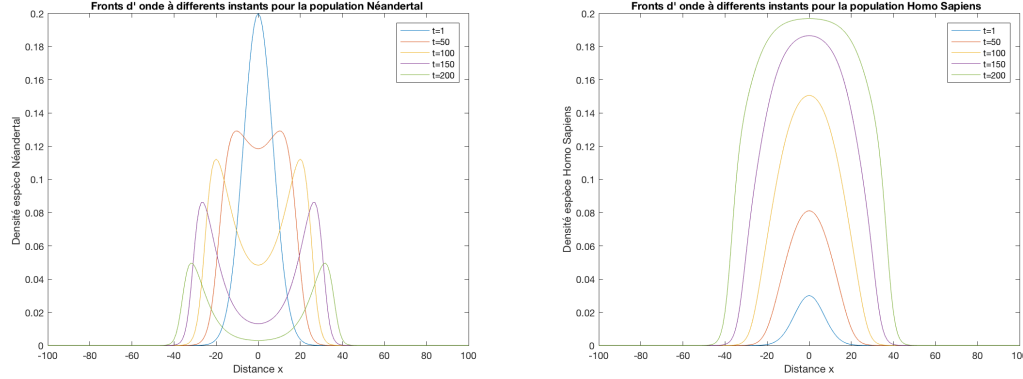 Fronts d' onde à differents instants pour la population Néandertal
0.2
0.18
0.16
0.14
0.12
0.1
0.08
0.06
0.04
0.02
0
Densité espèce Néandertal
-100
-80
-60
-40
-20
0
20
40
60
80
100
Distance x
t=1
t=50
t=100
t=150
t=200
Fronts d' onde à differents instants pour la population Homo Sapiens
0.2
0.18
0.16
0.14
0.12
0.1
0.08
0.06
0.04
0.02
0
Densité espèce Homo Sapiens
-100
-80
-60
-40
-20
0
20
40
60
80
100
Distance x
t=1
t=50
t=100
t=150
t=200